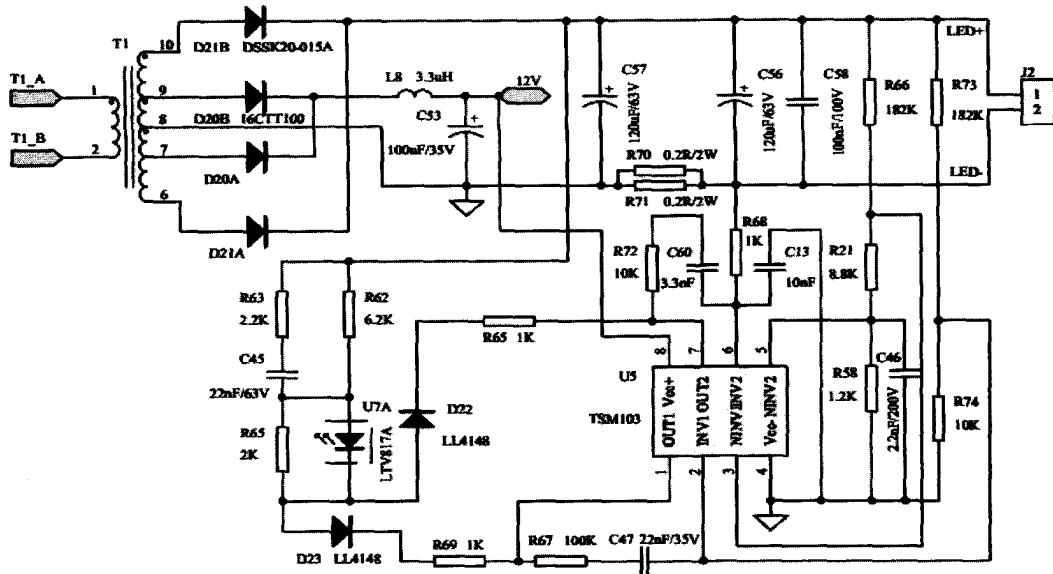 T1
10
D21B DSSK20-015A
T1_A
1
9
8
D20B 16CTT100
T1_B
2
7
D20A
6
D21A
L8 3.3uH
12V
C53
100uF/35V
C57
120uF/63V
C56
120uF/63V
C58
100nF/100V
R66
182K
R73
182K
LED+
J2
1
2
LED-
R70 0.2R/2W
R71 0.2R/2W
R68
1K
R72
10K
C60
3.3nF
C13
10nF
R21
8.8K
R63
2.2K
R62
6.2K
C45
22nF/63V
R65 1K
U7A
LTV817A
D22
LL4148
R65
2K
U5
TSM103
8
7
6
5
OUT1 Vcc+
INV1 OUT2
NINV IINV2
Vcc- NINV2
1
2
3
4
R58
1.2K
C46
2.2nF/200V
R74
10K
D23 LL4148
R69 1K
R67 100K
C47 22nF/35V